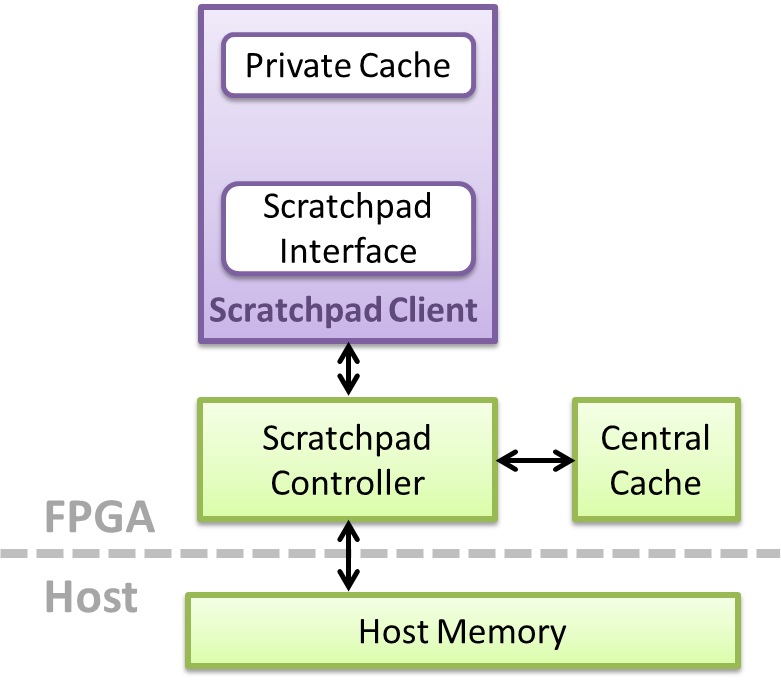 Private Cache
Scratchpad
Interface
Scratchpad Client
Scratchpad
Controller
Central
Cache
FPGA
Host
Host Memory